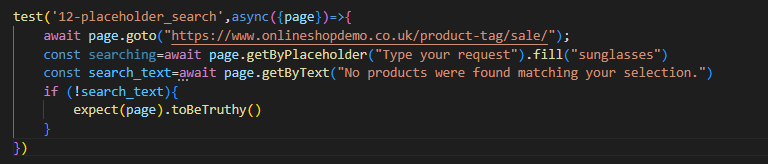 test('12-placeholder_search',async({page})=>{
await page.goto("https://www.onlineshopdemo.co.uk/product-tag/sale/");
const searching=await page.getByPlaceholder("Type your request").fill("sunglasses")
const search_text=await page.getByText("No products were found matching your selection.")
if (!search_text){
expect(page).toBeTruthy()
}
})